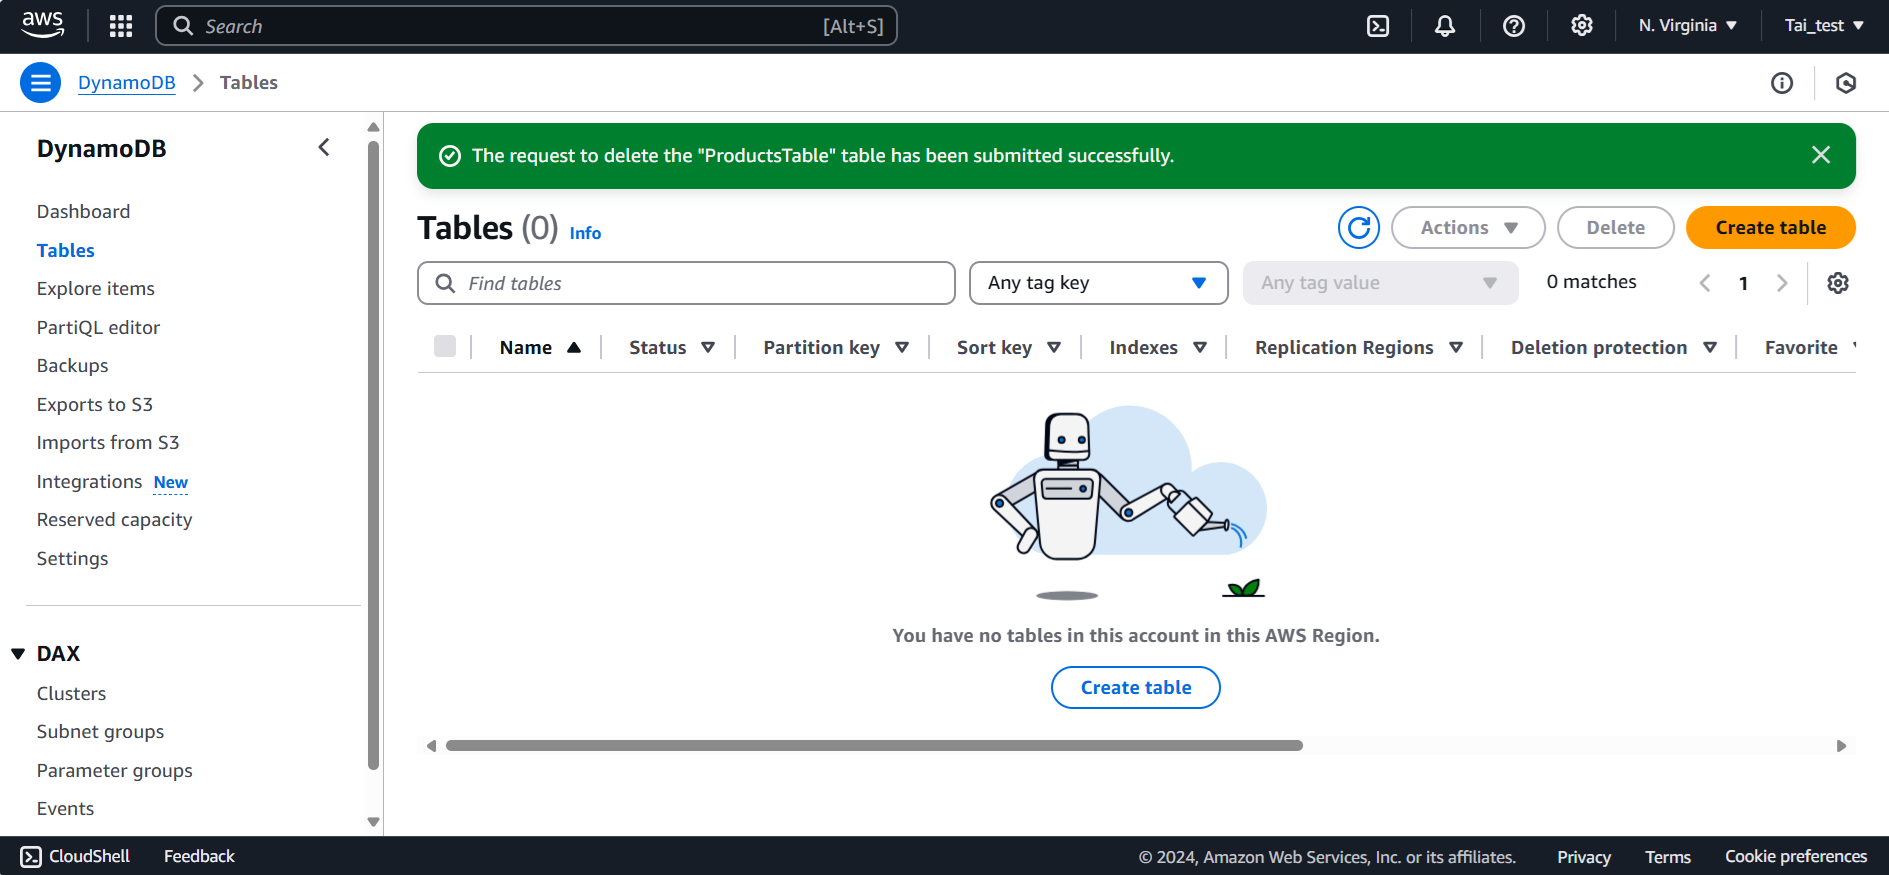 aws
Search [Alt+S]
N. Virginia
Tai_test
DynamoDB > Tables
DynamoDB
Dashboard
Tables
Explore items
PartiQL editor
Backups
Exports to S3
Imports from S3
Integrations New
Reserved capacity
Settings
DAX
Clusters
Subnet groups
Parameter groups
Events
The request to delete the "ProductsTable" table has been submitted successfully.
Tables (0) Info
Actions
Delete
Create table
Find tables
Any tag key
Any tag value
0 matches
1
Name Status Partition key Sort key Indexes Replication Regions Deletion protection Favorite
You have no tables in this account in this AWS Region.
Create table
CloudShell Feedback
© 2024, Amazon Web Services, Inc. or its affiliates. Privacy Terms Cookie preferences